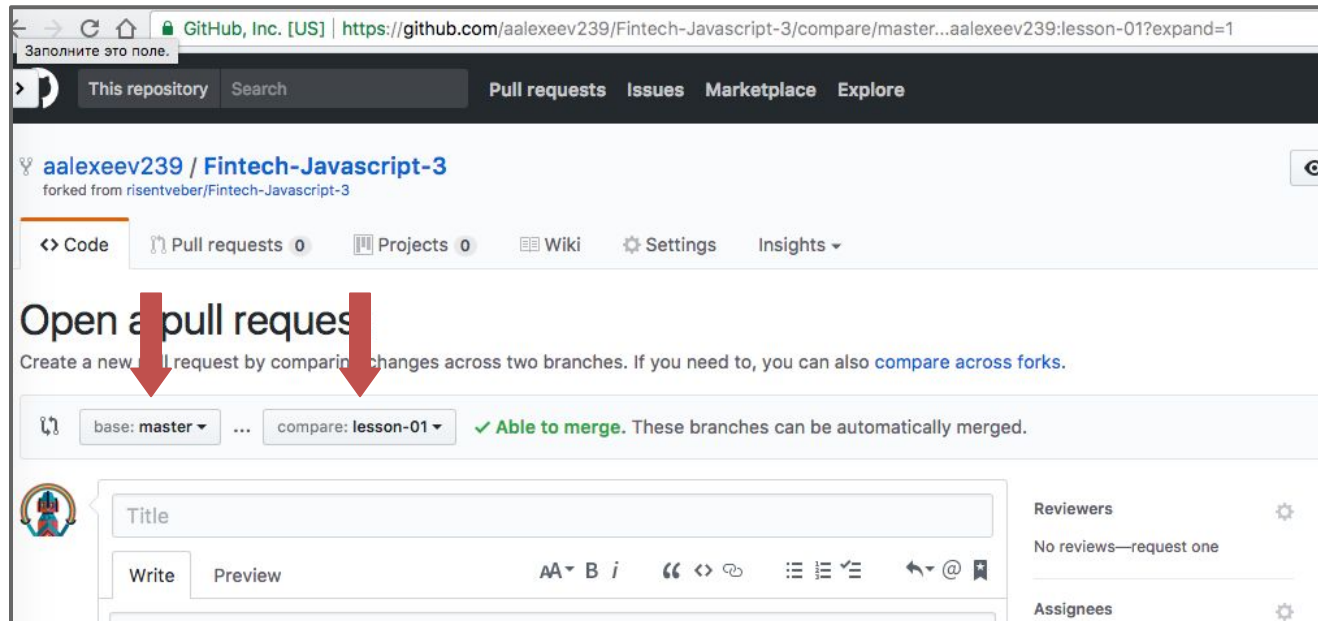 GitHub, Inc. [US] | https://github.com/aalexeev239/Fintech-Javascript-3/compare/master...aalexeev239:lesson-01?expand=1
Заполните это поле.
This repository Search Pull requests Issues Marketplace Explore
aalexeev239 / Fintech-Javascript-3
forked from risentveber/Fintech-Javascript-3
<> Code Pull requests 0 Projects 0 Wiki Settings Insights
Open a pull reques
Create a new request by comparing changes across two branches. If you need to, you can also compare across forks.
base: master ... compare: lesson-01 ✓ Able to merge. These branches can be automatically merged.
Title
Reviewers
No reviews—request one
Write Preview AA B i “ <> @
Assignees